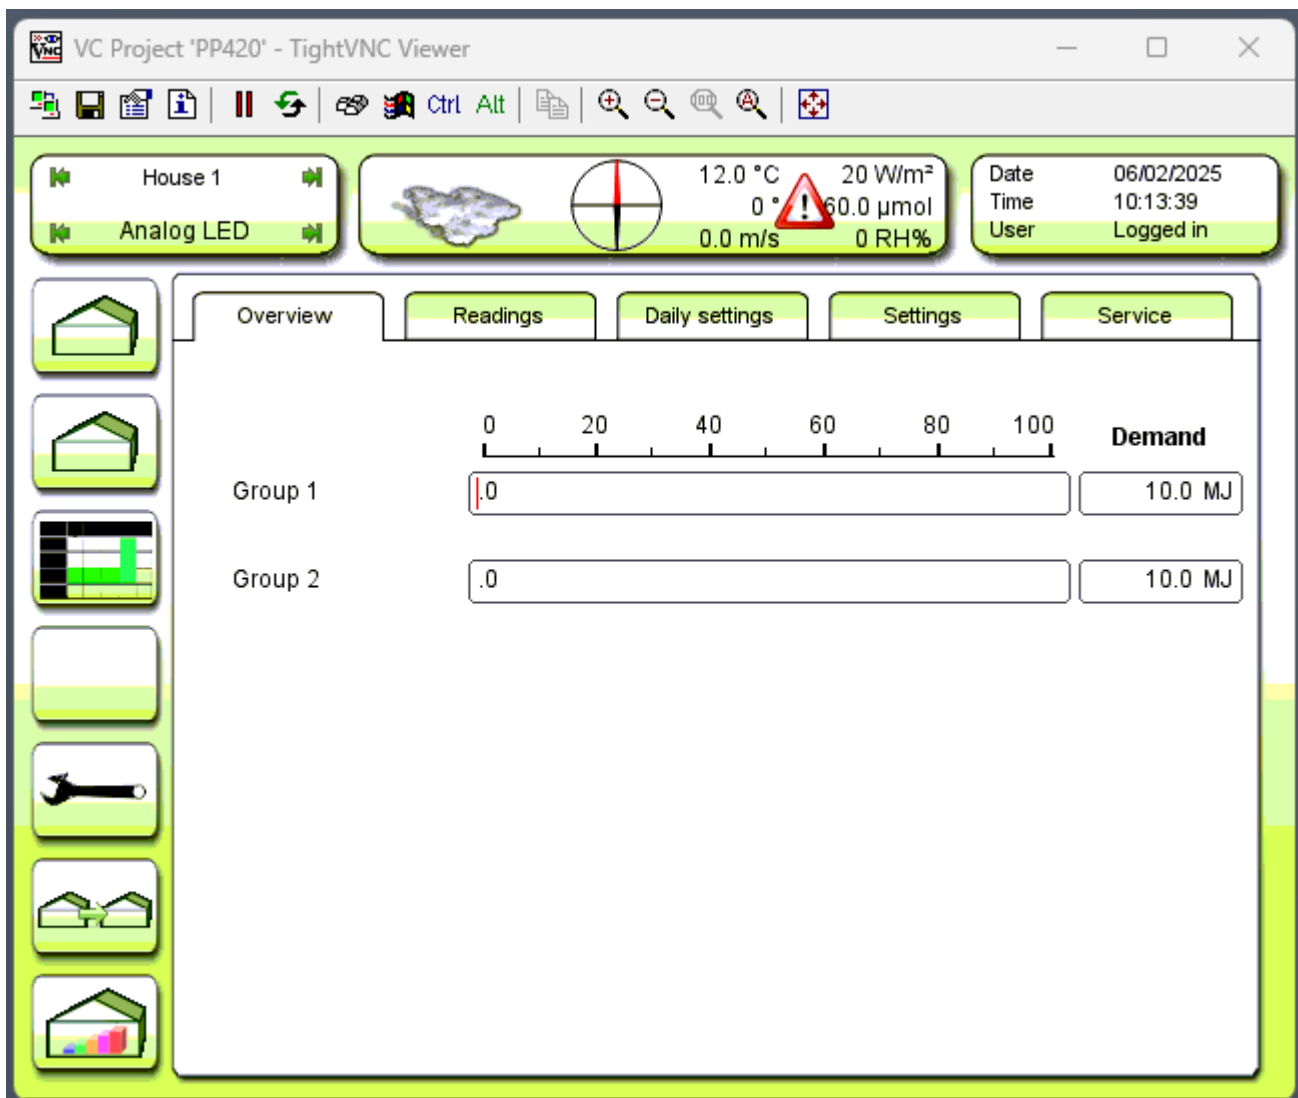 VC Project 'PP420' - TightVNC Viewer
Ctrl Alt
House 1
Analog LED
12.0 °C 20 W/m²
0 ° 60.0 µmol
0.0 m/s 0 RH%
Date 06/02/2025
Time 10:13:39
User Logged in
Overview Readings Daily settings Settings Service
0 20 40 60 80 100 Demand
Group 1 .0 10.0 MJ
Group 2 .0 10.0 MJ